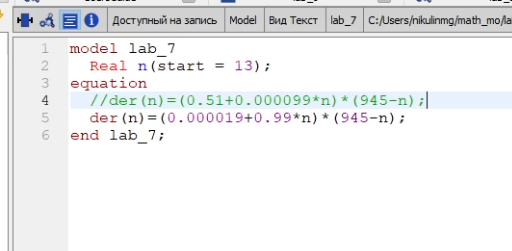 Доступный на запись Model Вид Текст lab_7 C:/Users/nikulinmg/math_mo/la
1 model lab_7
2 Real n(start = 13);
3 equation
4 //der(n)=(0.51+0.000099*n)*(945-n);
5 der(n)=(0.000019+0.99*n)*(945-n);
6 end lab_7;